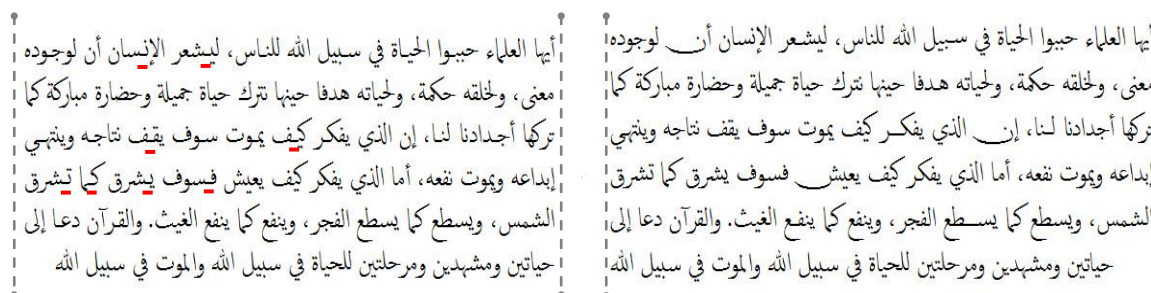 أيها العلماء حببوا الحياة في سبيل الله للناس، ليشعر الإنسان أن لوجوده
معنى، ولخلقه حكمة، ولحياته هدفا حينما نترك حياة جميلة وحضارة مباركة كما
تركها أجدادنا لنا، إن الذي يفكر كيف يموت سوف يقف نتاجه وينتهي
إبداعه ويموت نفعه، أما الذي يفكر كيف يعيش فسوف يشرق كما تشرق
الشمس، ويسطع كما يسطع الفجر، وينفع كما ينفع الغيث. والقرآن دعا إلى
حياتين ومشهدين ومرحلتين للحياة في سبيل الله والموت في سبيل الله
أيها العلماء حببوا الحياة في سبيل الله للناس، ليشعر الإنسان أن لوجوده
معنى، ولخلقه حكمة، ولحياته هدفا حينما نترك حياة جميلة وحضارة مباركة كما
تركها أجدادنا لنا، إن الذي يفكر كيف يموت سوف يقف نتاجه وينتهي
إبداعه ويموت نفعه، أما الذي يفكر كيف يعيش فسوف يشرق كما تشرق
الشمس، ويسطع كما يسطع الفجر، وينفع كما ينفع الغيث. والقرآن دعا إلى
حياتين ومشهدين ومرحلتين للحياة في سبيل الله والموت في سبيل الله